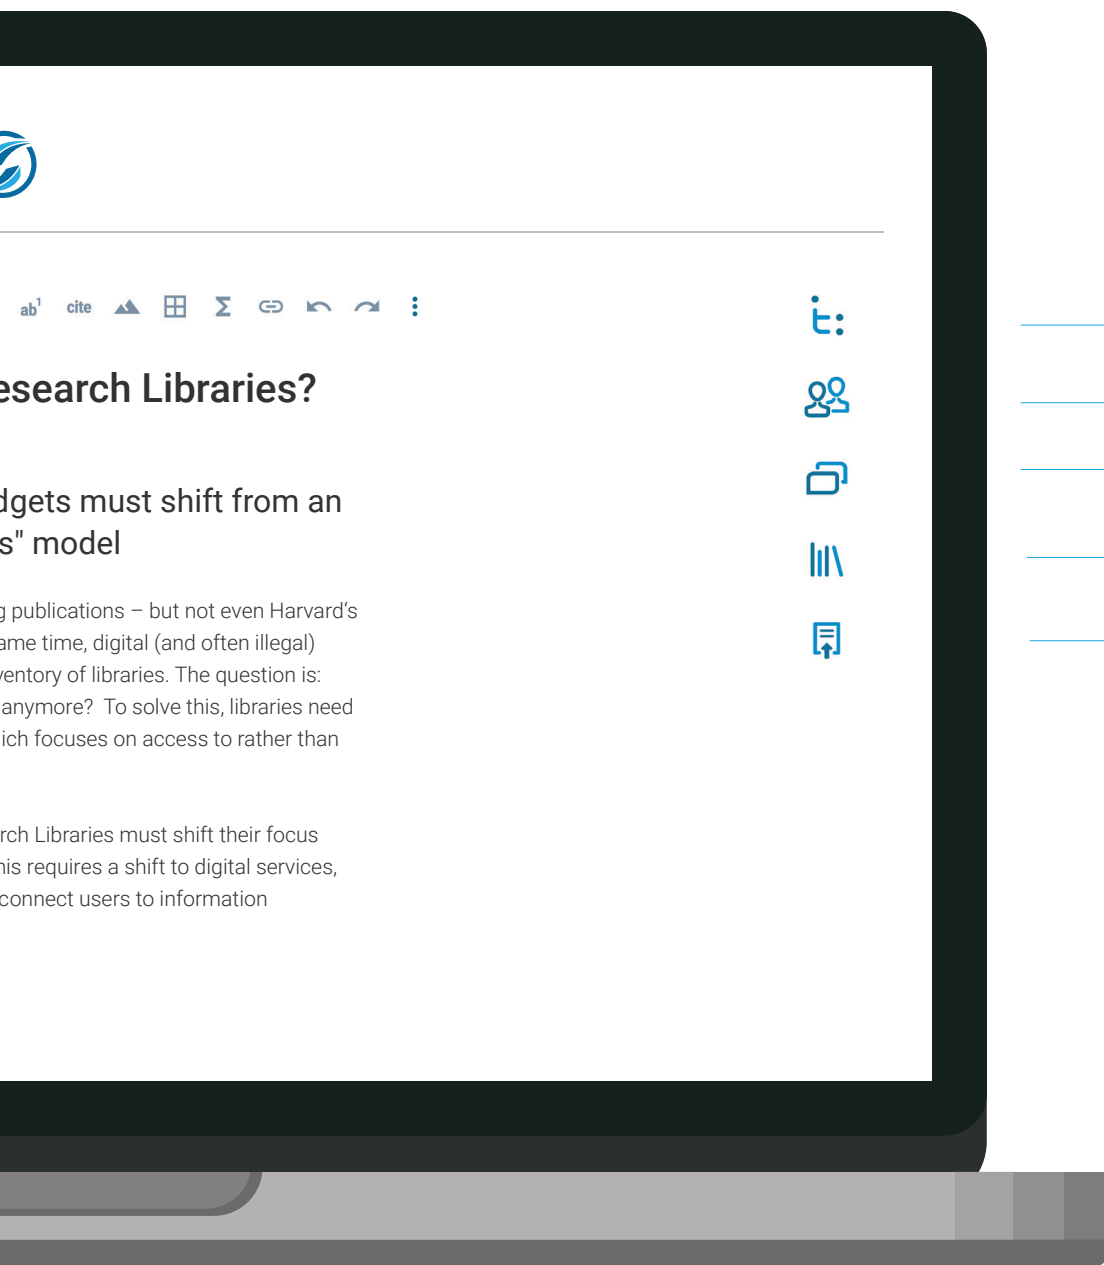 ab¹ cite
esearch Libraries?
dgets must shift from an
s" model
g publications – but not even Harvard‘s
ame time, digital (and often illegal)
ventory of libraries. The question is:
anymore?  To solve this, libraries need
ich focuses on access to rather than
rch Libraries must shift their focus
his requires a shift to digital services,
connect users to information